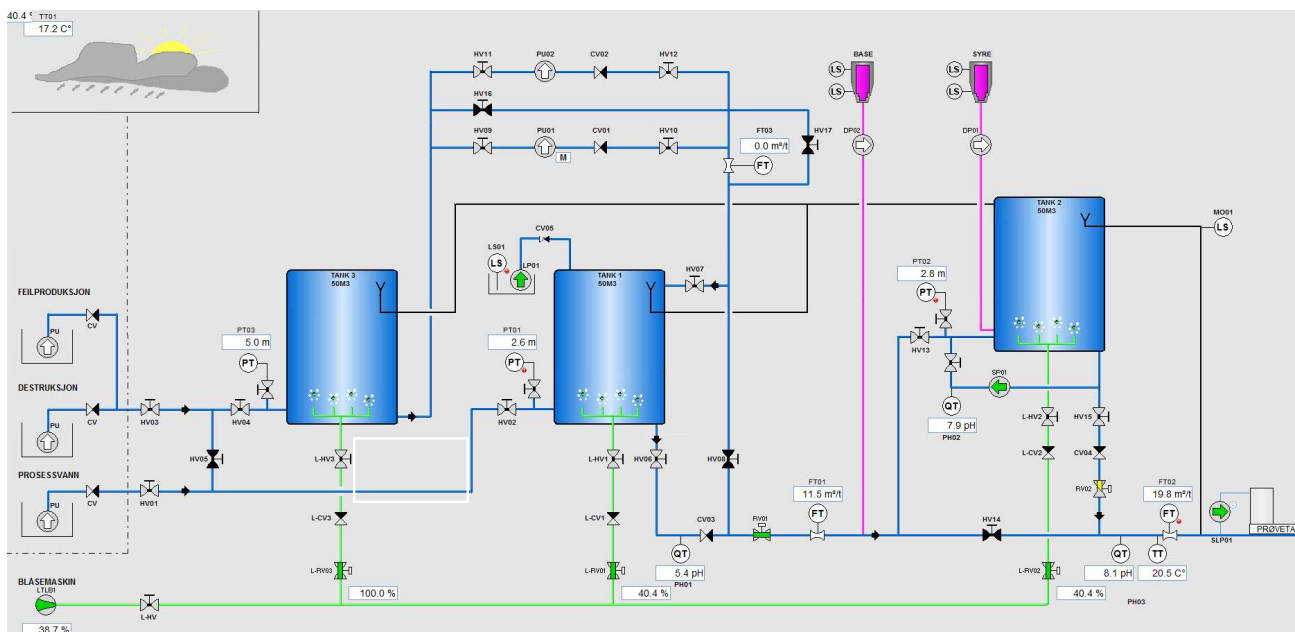 40.4 %
TT01
17.2 C°
HV11
PU02
CV02
HV12
HV16
HV09
PU01
CV01
HV10
M
FT03
0.0 m³/t
FT
HV17
BASE
LS
LS
DP02
SYRE
LS
LS
DP01
TANK 2
50M3
MO01
LS
CV05
LS01
LS
LP01
TANK 3
50M3
TANK 1
50M3
HV07
PT02
2.8 m
PT
HV13
SP01
QT
7.9 pH
PH02
FEILPRODUKSJON
PU
CV
PT03
5.0 m
PT
PT01
2.6 m
PT
DESTRUKSJON
PU
CV
HV03
HV04
HV02
L-HV2
HV15
L-CV2
CV04
HV05
L-HV3
L-HV1
HV06
HV08
PROSESSVANN
PU
CV
HV01
FT01
11.5 m³/t
FT
RV02
FT02
19.8 m³/t
FT
L-CV3
L-CV1
CV03
RV01
HV14
SLP01
PRØVETA
QT
5.4 pH
PH01
QT
8.1 pH
TT
20.5 C°
PH03
L-RV03
100.0 %
L-RV01
40.4 %
L-RV02
40.4 %
BLÅSEMASKIN
LTLB1
L-HV
38.7 %